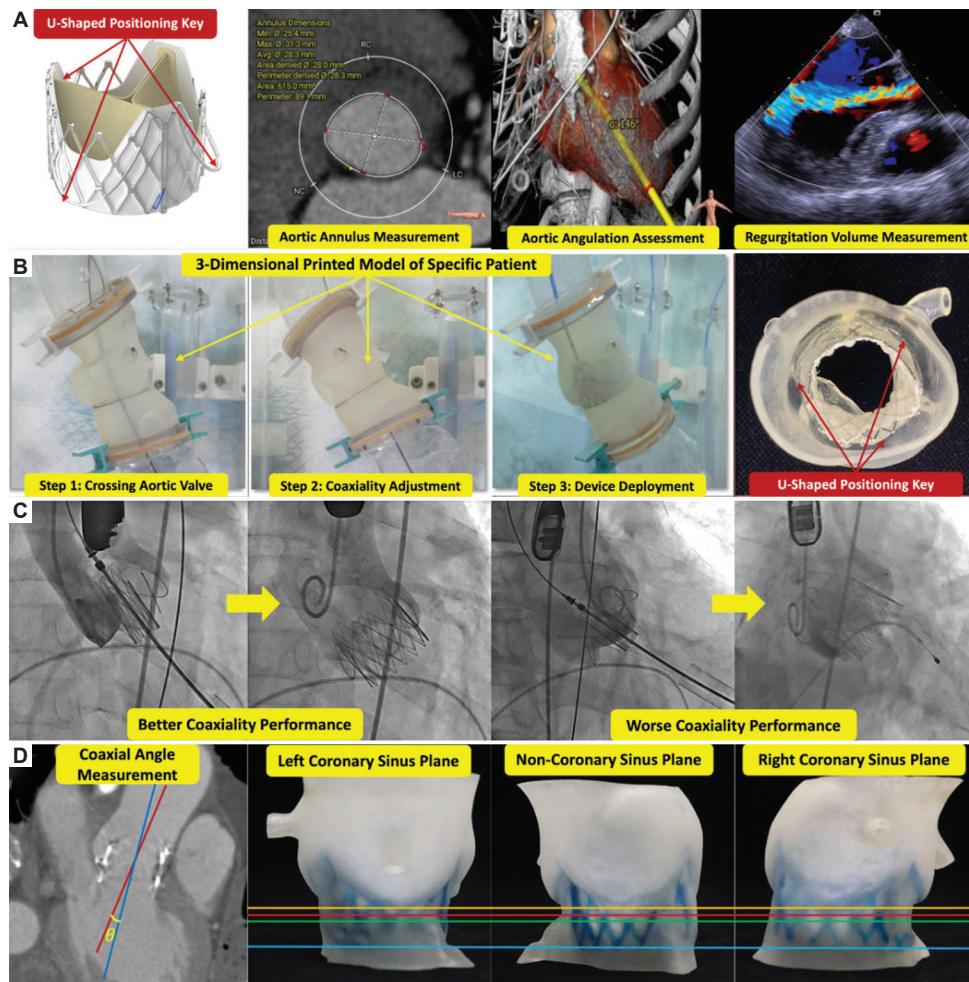 A
U-Shaped Positioning Key
Annulus Dimensions
Min. Ø: 25.4 mm
Max. Ø: 31.3 mm
Avg. Ø: 28.3 mm
Area derived Ø: 28.0 mm
Perimeter derived Ø: 28.3 mm
Area: 615.0 mm²
Perimeter: 89.1 mm
RC
NC
LC
Aortic Annulus Measurement
α: 146°
Aortic Angulation Assessment
Regurgitation Volume Measurement
B
3-Dimensional Printed Model of Specific Patient
Step 1: Crossing Aortic Valve
Step 2: Coaxiality Adjustment
Step 3: Device Deployment
U-Shaped Positioning Key
C
Better Coaxiality Performance
Worse Coaxiality Performance
D
Coaxial Angle
Measurement
θ
Left Coronary Sinus Plane
Non-Coronary Sinus Plane
Right Coronary Sinus Plane